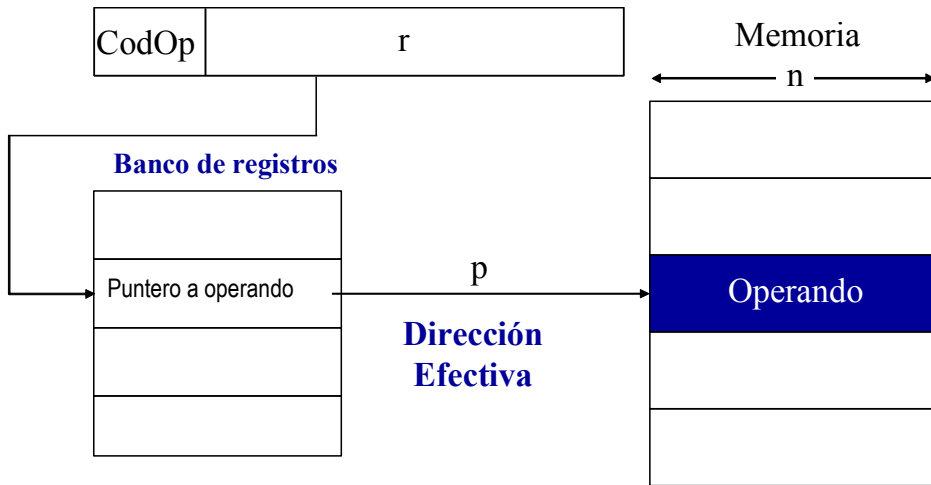 CodOp
r
Memoria
n
Banco de registros
Puntero a operando
p
Operando
Dirección
Efectiva